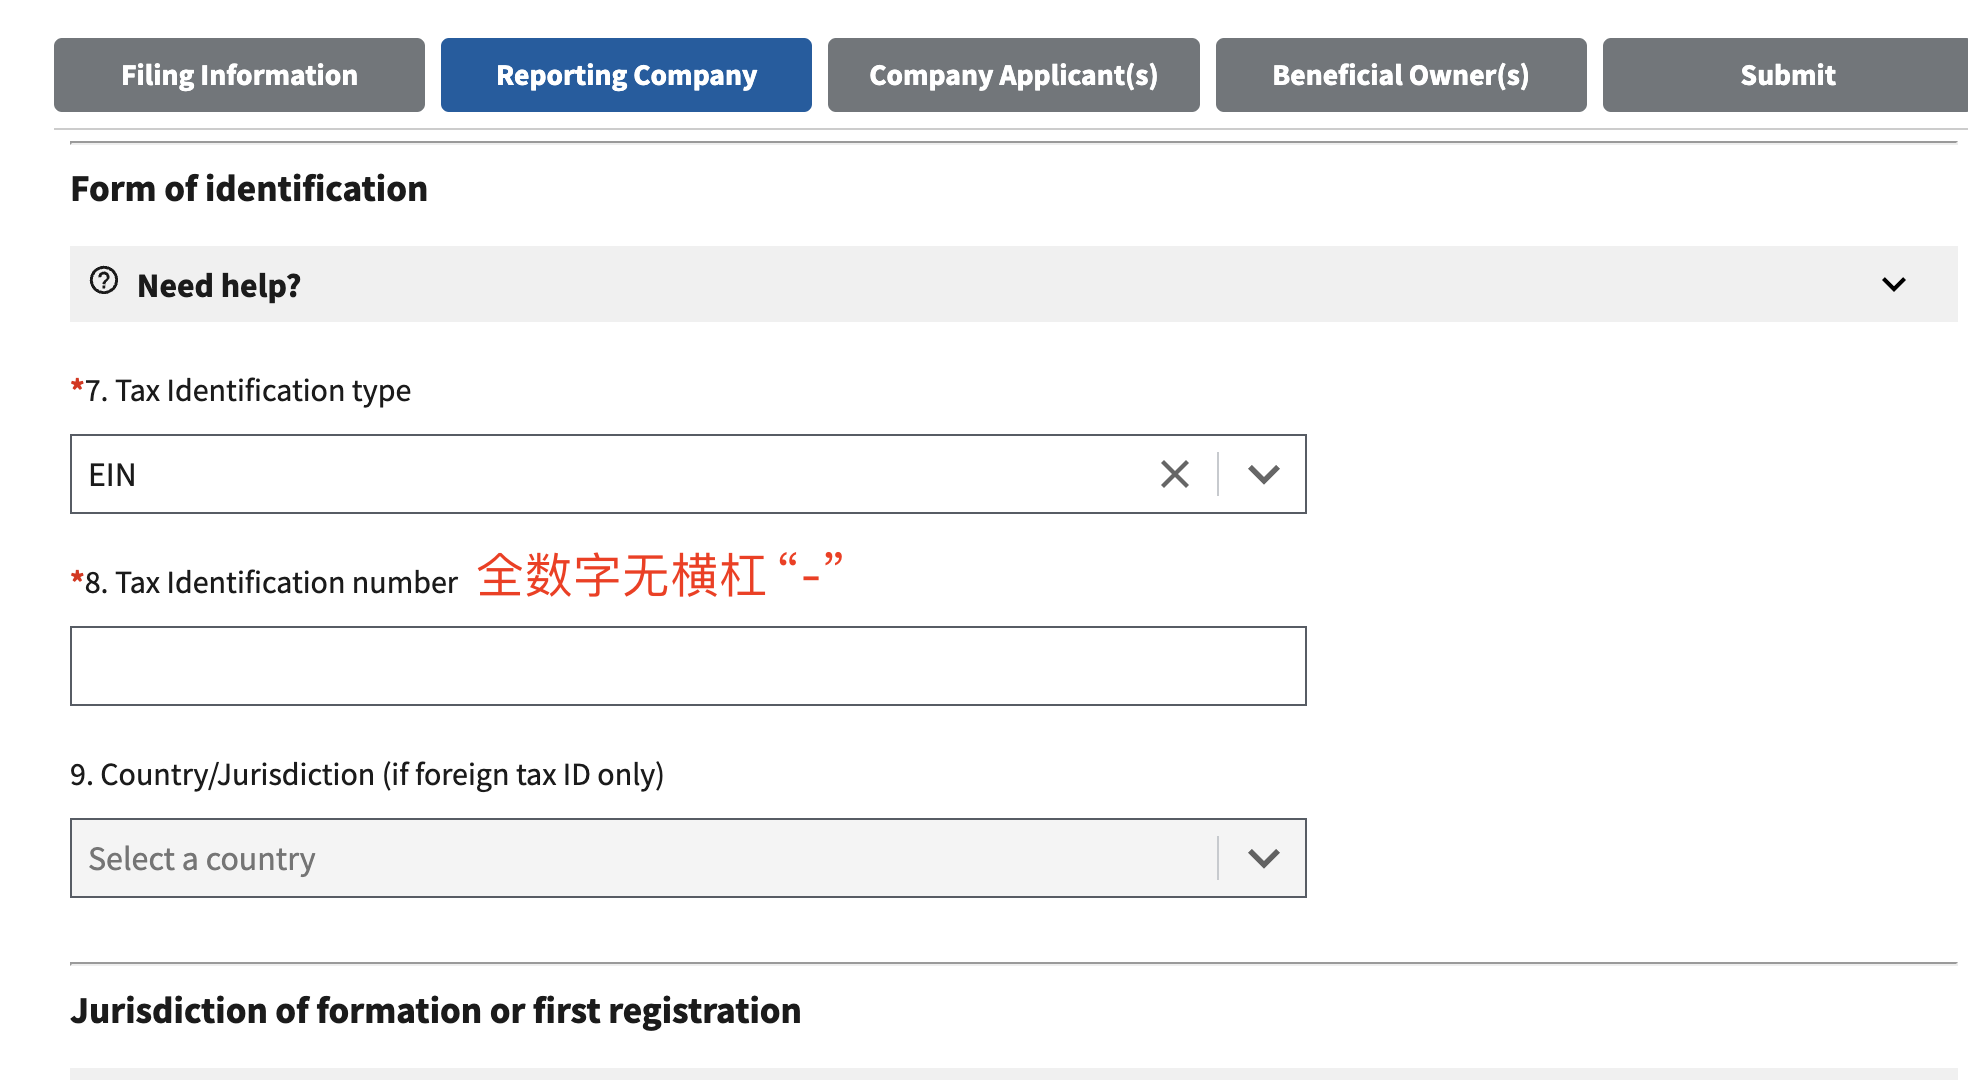 Filing Information
Reporting Company
Company Applicant(s)
Beneficial Owner(s)
Submit
Form of identification
Need help?
*7. Tax Identification type
EIN
*8. Tax Identification number 全数字无横杠 “-”
9. Country/Jurisdiction (if foreign tax ID only)
Select a country
Jurisdiction of formation or first registration